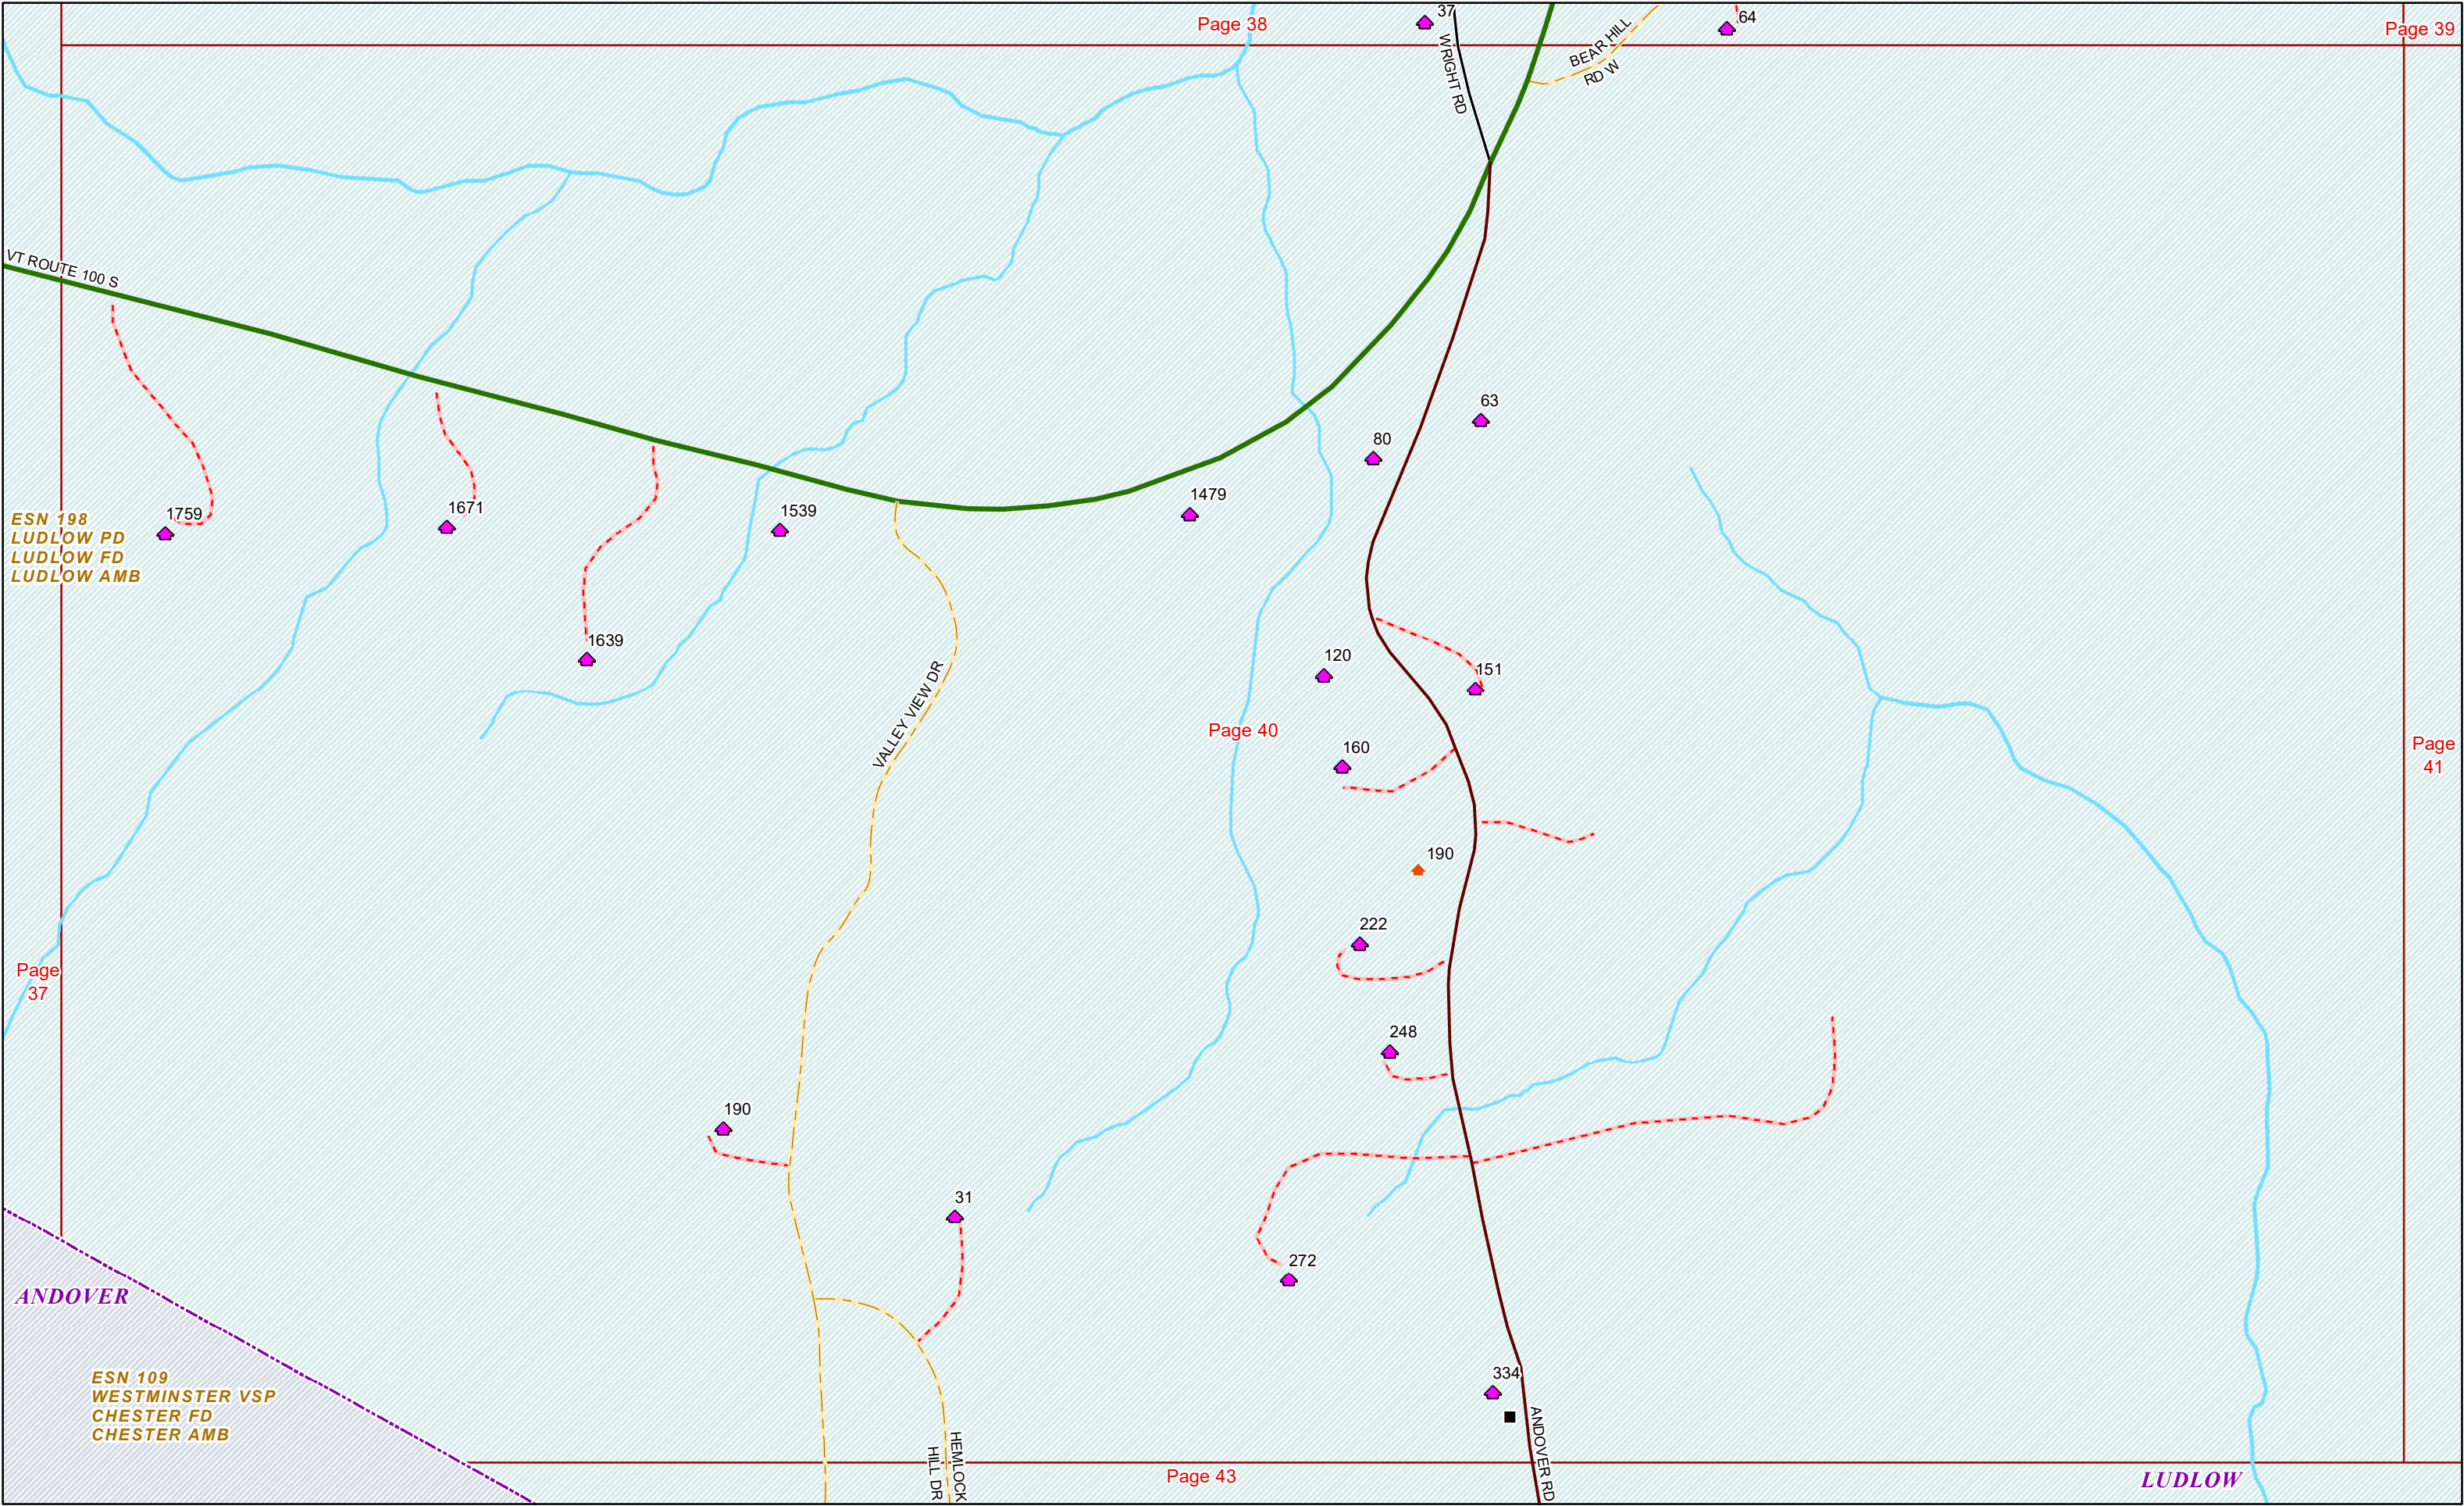 37
Page 38
WRIGHT RD
BEAR HILL
RD W
64
Page 39
VT ROUTE 100 S
63
80
1479
1539
1671
1759
ESN 198
LUDLOW PD
LUDLOW FD
LUDLOW AMB
1639
120
151
VALLEY VIEW DR
Page 40
160
Page
41
190
222
Page
37
248
190
31
272
ANDOVER
334
ESN 109
WESTMINSTER VSP
CHESTER FD
CHESTER AMB
HEMLOCK
HILL DR
ANDOVER RD
Page 43
LUDLOW